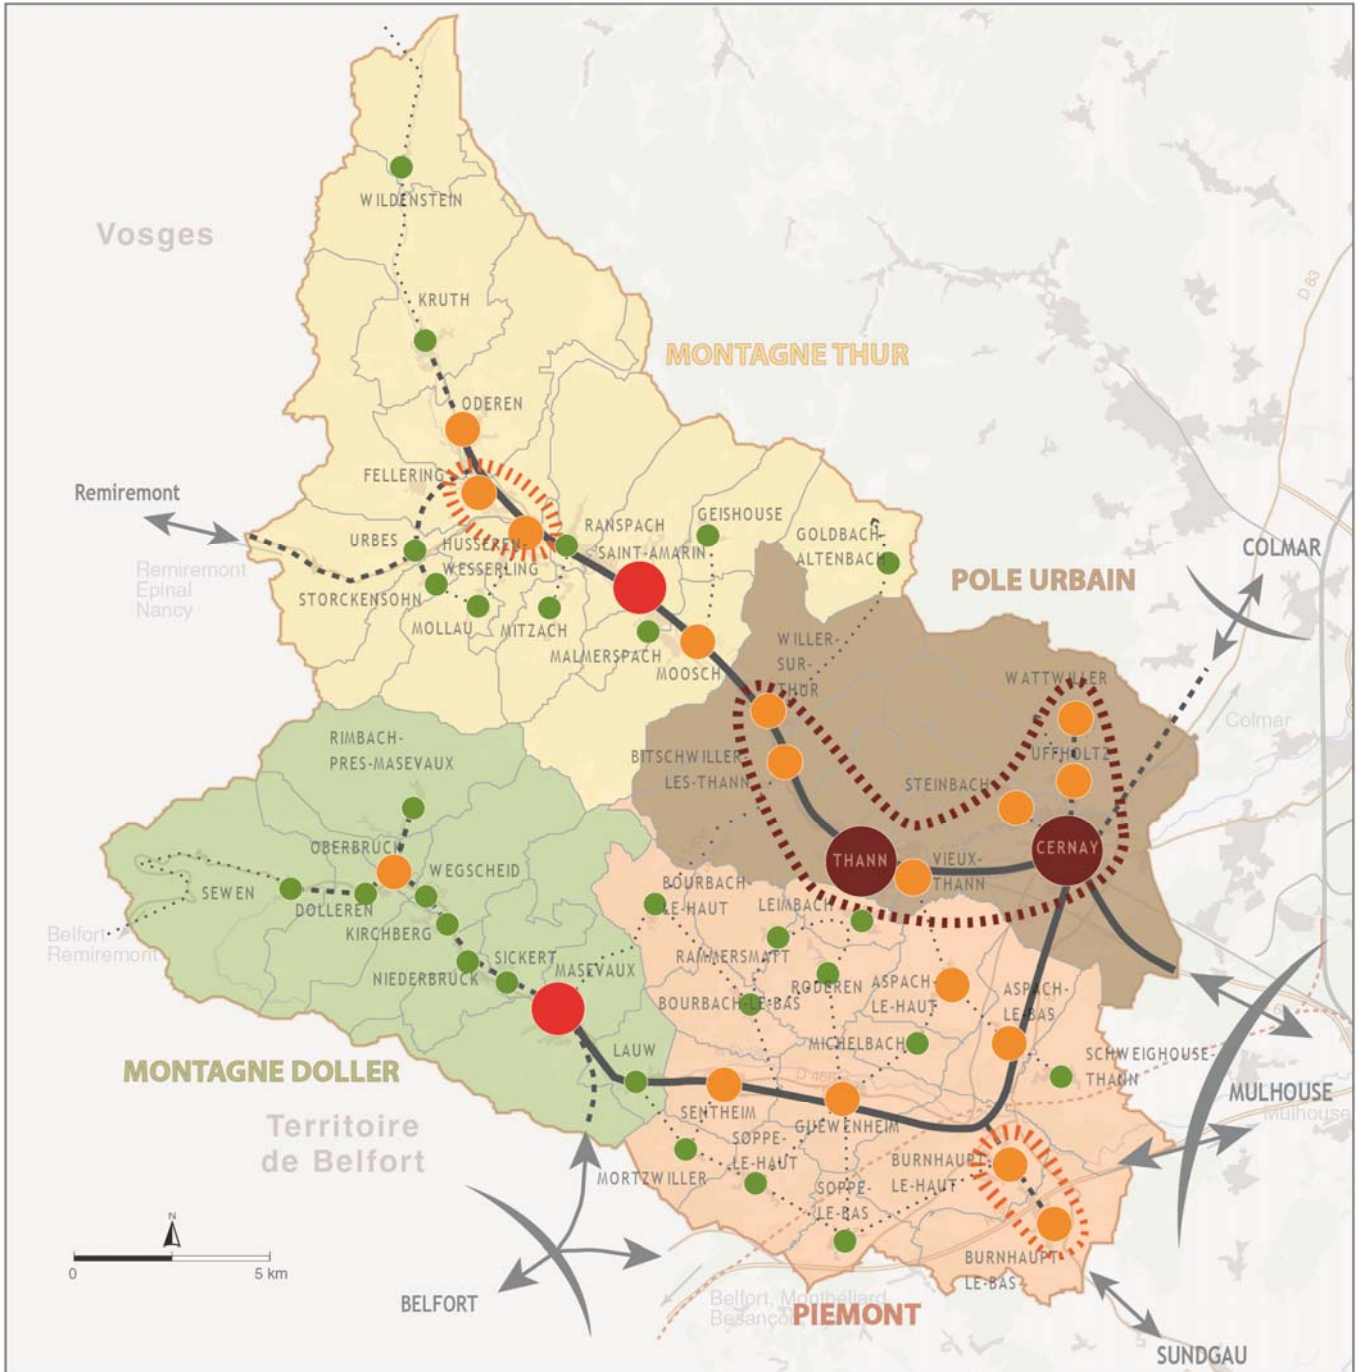 WILDENSTEIN
Vosges
KRUTH
D 83
MONTAGNE THUR
ODEREN
FELLERING
Remiremont
GEISHOUSE
RANSPACH
URBES
HUSSEREN-
WESSERLING
SAINT-AMARIN
GOLDBACH-
ALTENBACH
COLMAR
Remiremont
Epinal
Nancy
POLE URBAIN
STORCKENSOHN
MOLLAU
MITZACH
MALMERSPACH
MOOSCH
WILLER-
SUR-
THUR
WATTWILLER
Colmar
RIMBACH-
PRES-MASEVAUX
BITSCHWILLER-
LES-THANN
UFFHOLTZ
STEINBACH
OBERBRUCK
WEGSCHEID
THANN
VIEUX-
THANN
CERNAY
SEWEN
DOLLEREN
KIRCHBERG
BOURBACH-
LE-HAUT
LEIMBACH
Belfort
Remiremont
NIEDERBRUCK
SICKERT
MASEVAUX
RAMMERSMATT
RODEREN
ASPACH-
LE-HAUT
ASPACH-
LE-BAS
BOURBACH-LE-BAS
MICHELBACH
LAUW
SCHWEIGHOUSE-
THANN
MONTAGNE DOLLER
D 466
MULHOUSE
Mulhouse
SENTHEIM
GUEWENHEIM
Territoire
de Belfort
SOPPE-
LE-HAUT
MORTZWILLER
BURNHAUPT-
LE-HAUT
SOPPE-
LE-BAS
N
0
5 km
BURNHAUPT-
LE-BAS
BELFORT
Belfort, Montbéliard
Besançon
PIEMONT
SUNDGAU